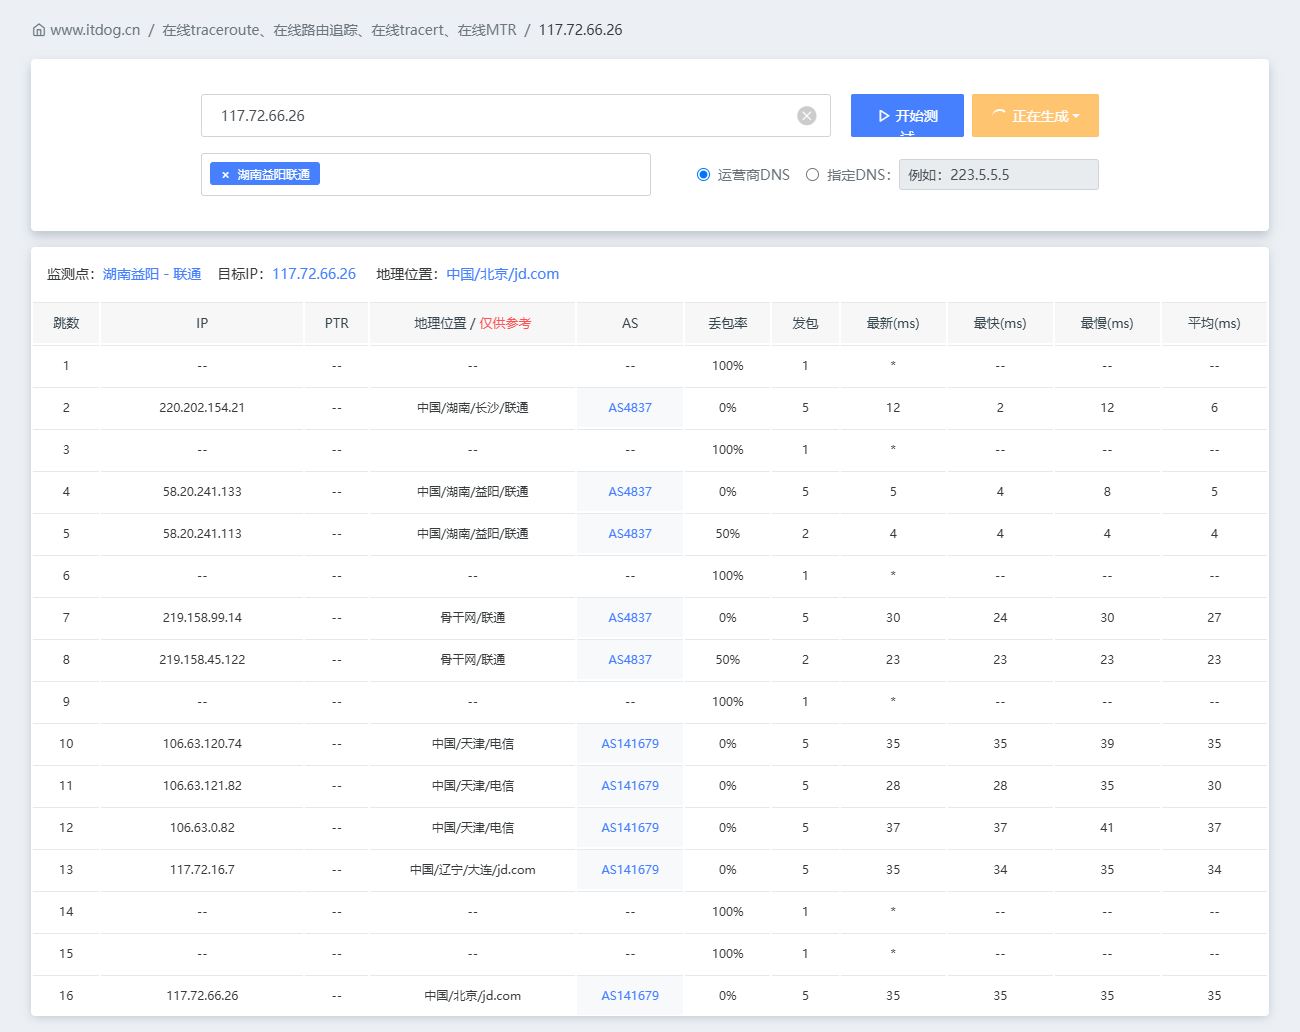 www.itdog.cn / 在线traceroute、在线路由追踪、在线tracert、在线MTR / 117.72.66.26
117.72.66.26 开始测试 正在生成
× 湖南益阳联通 运营商DNS 指定DNS: 例如：223.5.5.5
监测点：湖南益阳 - 联通 目标IP：117.72.66.26 地理位置：中国/北京/jd.com
跳数 IP PTR 地理位置 / 仅供参考 AS 丢包率 发包 最新(ms) 最快(ms) 最慢(ms) 平均(ms)
1 -- -- -- -- 100% 1 * -- -- --
2 220.202.154.21 -- 中国/湖南/长沙/联通 AS4837 0% 5 12 2 12 6
3 -- -- -- -- 100% 1 * -- -- --
4 58.20.241.133 -- 中国/湖南/益阳/联通 AS4837 0% 5 5 4 8 5
5 58.20.241.113 -- 中国/湖南/益阳/联通 AS4837 50% 2 4 4 4 4
6 -- -- -- -- 100% 1 * -- -- --
7 219.158.99.14 -- 骨干网/联通 AS4837 0% 5 30 24 30 27
8 219.158.45.122 -- 骨干网/联通 AS4837 50% 2 23 23 23 23
9 -- -- -- -- 100% 1 * -- -- --
10 106.63.120.74 -- 中国/天津/电信 AS141679 0% 5 35 35 39 35
11 106.63.121.82 -- 中国/天津/电信 AS141679 0% 5 28 28 35 30
12 106.63.0.82 -- 中国/天津/电信 AS141679 0% 5 37 37 41 37
13 117.72.16.7 -- 中国/辽宁/大连/jd.com AS141679 0% 5 35 34 35 34
14 -- -- -- -- 100% 1 * -- -- --
15 -- -- -- -- 100% 1 * -- -- --
16 117.72.66.26 -- 中国/北京/jd.com AS141679 0% 5 35 35 35 35